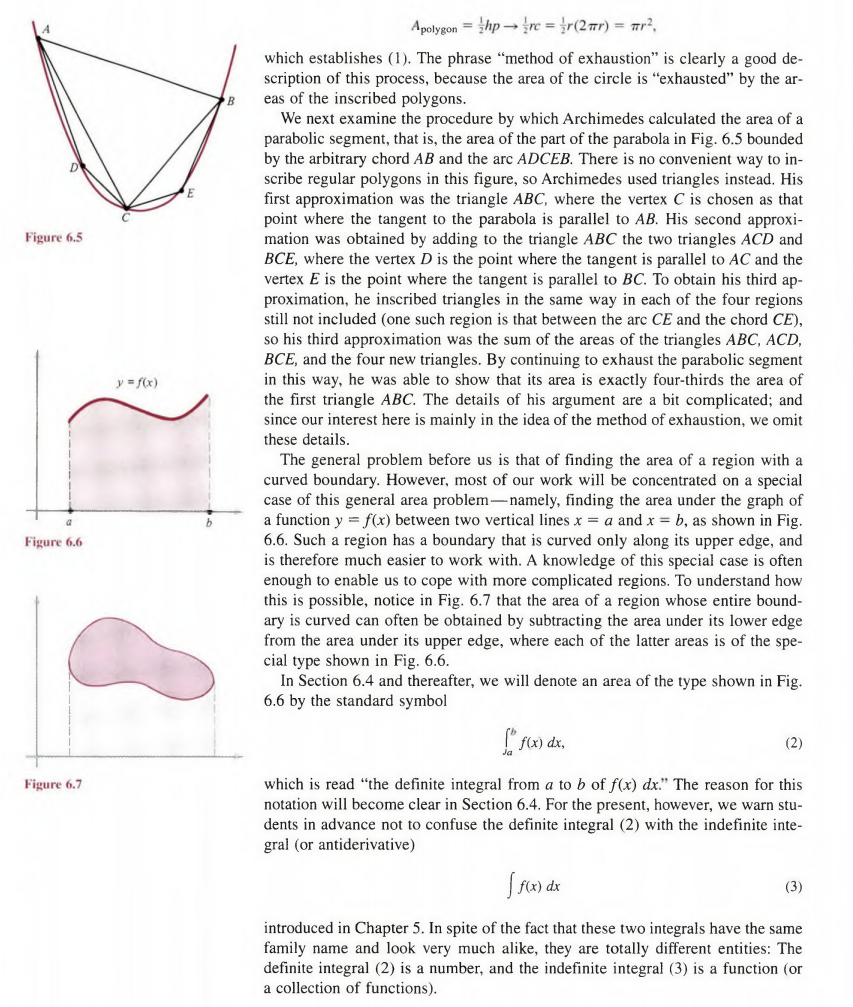 A_polygon = ½hp → ½rc = ½r(2πr) = πr²,
which establishes (1). The phrase “method of exhaustion” is clearly a good de-
scription of this process, because the area of the circle is “exhausted” by the ar-
eas of the inscribed polygons.
We next examine the procedure by which Archimedes calculated the area of a
parabolic segment, that is, the area of the part of the parabola in Fig. 6.5 bounded
by the arbitrary chord AB and the arc ADCEB. There is no convenient way to in-
scribe regular polygons in this figure, so Archimedes used triangles instead. His
first approximation was the triangle ABC, where the vertex C is chosen as that
point where the tangent to the parabola is parallel to AB. His second approxi-
mation was obtained by adding to the triangle ABC the two triangles ACD and
BCE, where the vertex D is the point where the tangent is parallel to AC and the
vertex E is the point where the tangent is parallel to BC. To obtain his third ap-
proximation, he inscribed triangles in the same way in each of the four regions
still not included (one such region is that between the arc CE and the chord CE),
so his third approximation was the sum of the areas of the triangles ABC, ACD,
BCE, and the four new triangles. By continuing to exhaust the parabolic segment
in this way, he was able to show that its area is exactly four-thirds the area of
the first triangle ABC. The details of his argument are a bit complicated; and
since our interest here is mainly in the idea of the method of exhaustion, we omit
these details.
The general problem before us is that of finding the area of a region with a
curved boundary. However, most of our work will be concentrated on a special
case of this general area problem—namely, finding the area under the graph of
a function y = f(x) between two vertical lines x = a and x = b, as shown in Fig.
6.6. Such a region has a boundary that is curved only along its upper edge, and
is therefore much easier to work with. A knowledge of this special case is often
enough to enable us to cope with more complicated regions. To understand how
this is possible, notice in Fig. 6.7 that the area of a region whose entire bound-
ary is curved can often be obtained by subtracting the area under its lower edge
from the area under its upper edge, where each of the latter areas is of the spe-
cial type shown in Fig. 6.6.
In Section 6.4 and thereafter, we will denote an area of the type shown in Fig.
6.6 by the standard symbol
∫_a^b f(x) dx, (2)
which is read “the definite integral from a to b of f(x) dx.” The reason for this
notation will become clear in Section 6.4. For the present, however, we warn stu-
dents in advance not to confuse the definite integral (2) with the indefinite inte-
gral (or antiderivative)
∫ f(x) dx (3)
introduced in Chapter 5. In spite of the fact that these two integrals have the same
family name and look very much alike, they are totally different entities: The
definite integral (2) is a number, and the indefinite integral (3) is a function (or
a collection of functions).
A
B
D
E
C
Figure 6.5
y = f(x)
a
b
Figure 6.6
Figure 6.7